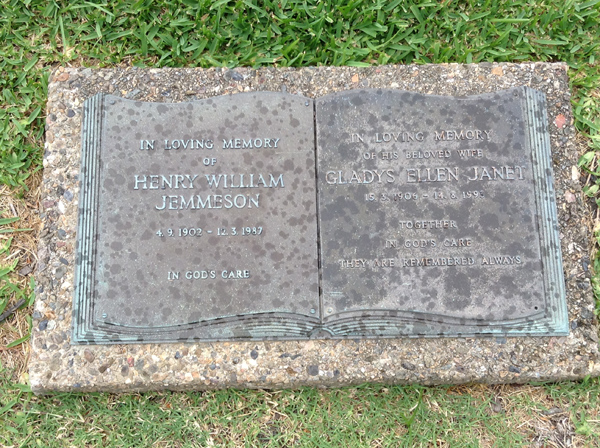 IN LOVING MEMORY
OF
HENRY WILLIAM
JEMMESON
4.9.1902 - 12.3.1987
IN GOD'S CARE
IN LOVING MEMORY
OF HIS BELOVED WIFE
GLADYS ELLEN JANET
TOGETHER
IN GOD'S CARE
THEY ARE REMEMBERED ALWAYS